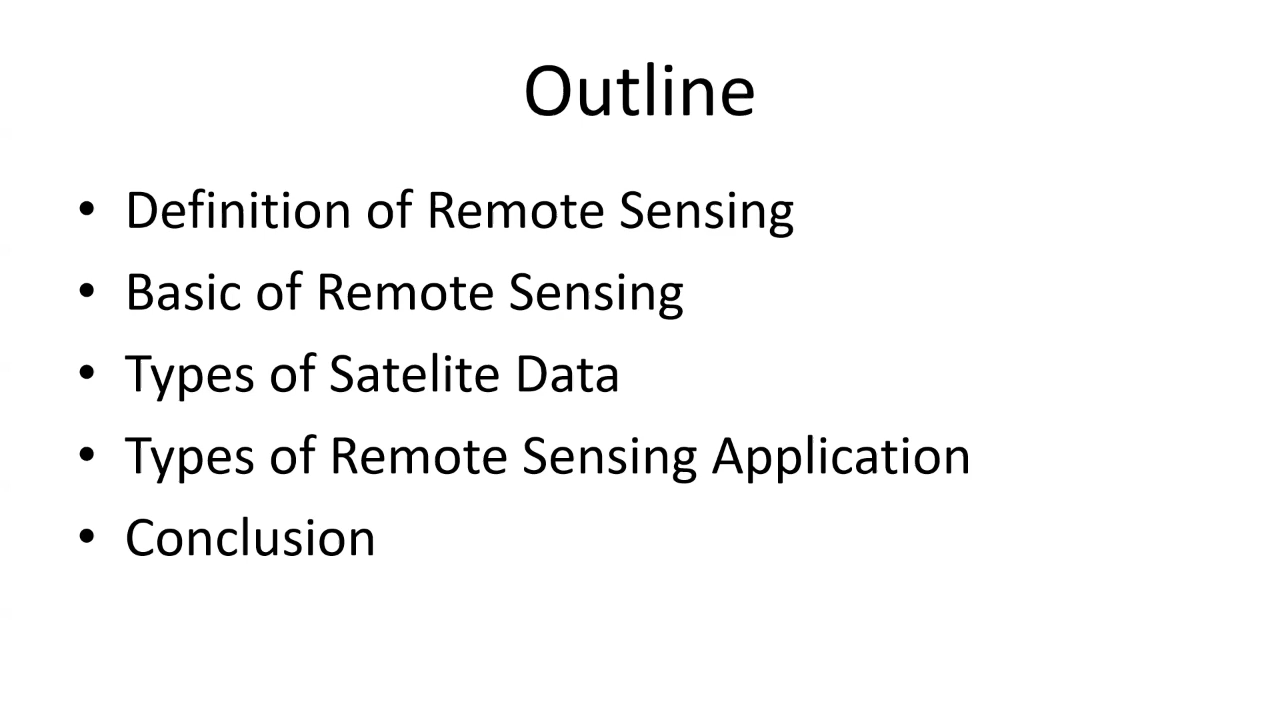 Outline
• Definition of Remote Sensing
• Basic of Remote Sensing
• Types of Satelite Data
• Types of Remote Sensing Application
• Conclusion